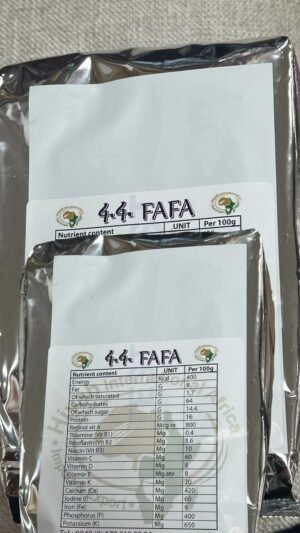 ፋፋ FAFA
Nutrient content UNIT Per 100g
ፋፋ FAFA
Nutrient content UNIT Per 100g
Energy Kcal 400
Fat G 9
Of which saturated G 1,7
Carbohydrates G 64
Of which sugar G 14,4
Protein G 16
Retinol vit A Mcg re 800
Thiamine (Vit B1) Mg 0.4
Riboflavin (Vit B2 Mg 8.6
Niacin (Vit B3) Mg 10
Vitamin C Mg 60
Vitamin D Mg 8
Vitamin E Mg ate 8
Vitamin K Mg 20
Calcium (Ca) Mg 420
Iodine (I) Mg 60
Iron (Fe) Mg 9
Phosphorus (P) Mg 400
Potassium (K) Mg 650